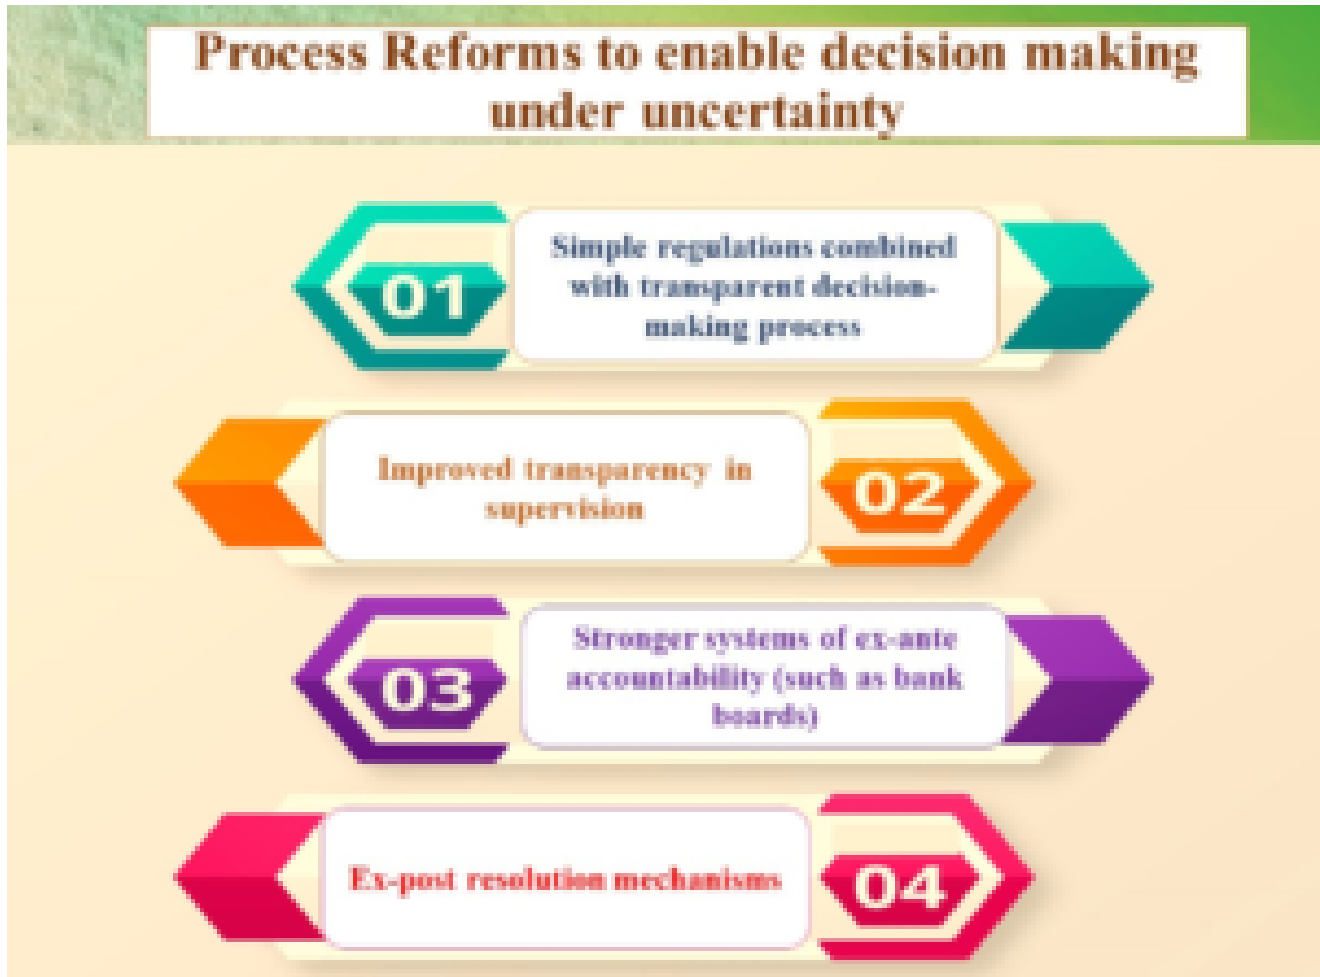 Process Reforms to enable decision making
under uncertainty
01
Simple regulations combined
with transparent decision-
making process
Improved transparency in
supervision
02
03
Stronger systems of ex-ante
accountability (such as bank
boards)
Ex-post resolution mechanisms
04